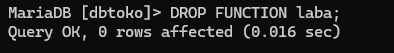 MariaDB [dbtoko]> DROP FUNCTION laba;
Query OK, 0 rows affected (0.016 sec)